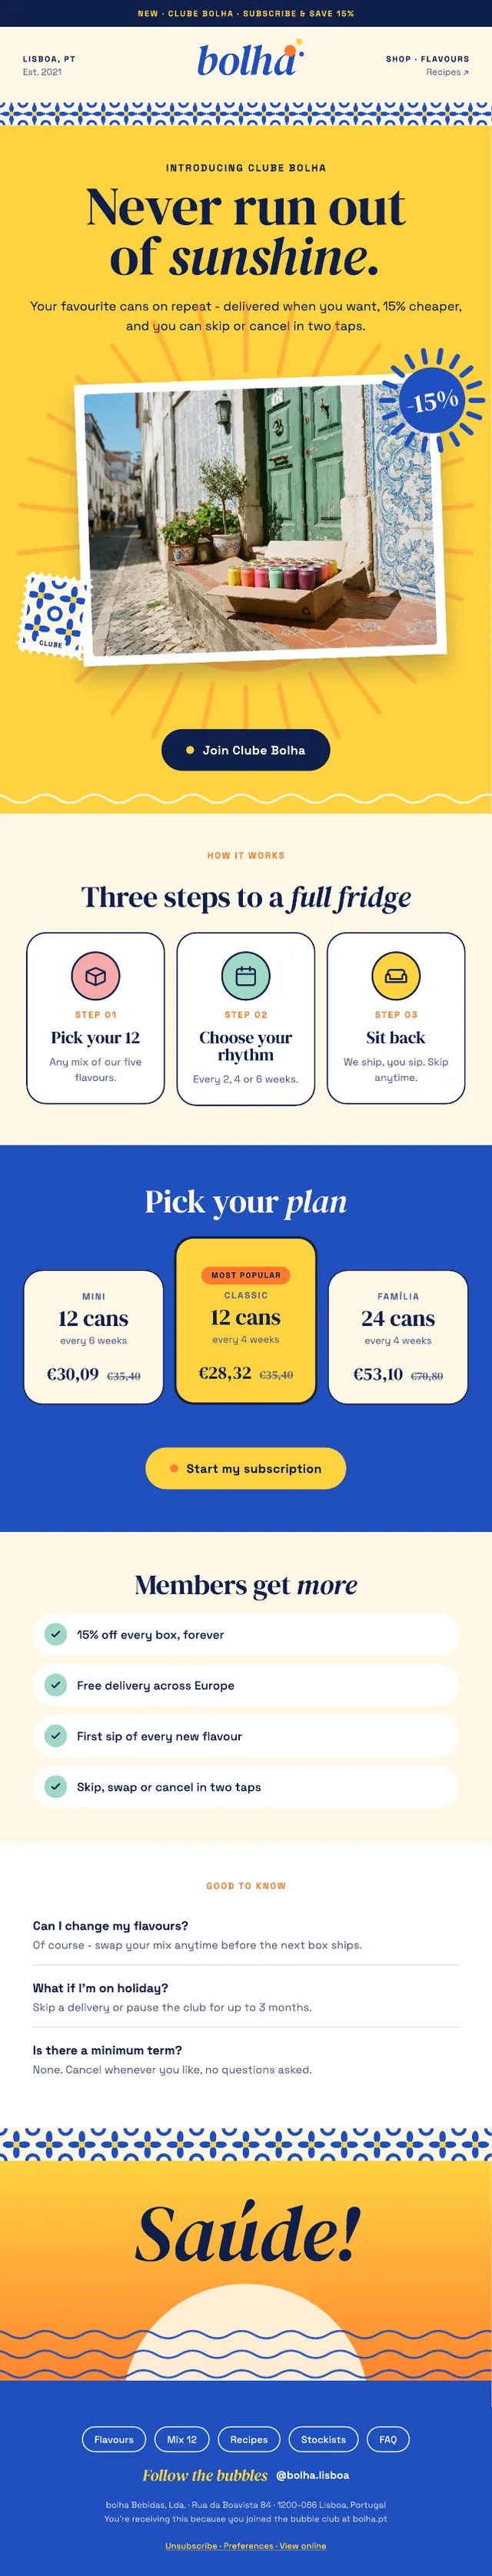 NEW · CLUBE BOLHA · SUBSCRIBE & SAVE 15%
LISBOA, PT
Est. 2021
bolha
SHOP · FLAVOURS
Recipes ↗
INTRODUCING CLUBE BOLHA
Never run out
of sunshine.
Your favourite cans on repeat - delivered when you want, 15% cheaper,
and you can skip or cancel in two taps.
-15%
CLUBE
Join Clube Bolha
HOW IT WORKS
Three steps to a full fridge
STEP 01
Pick your 12
Any mix of our five
flavours.
STEP 02
Choose your
rhythm
Every 2, 4 or 6 weeks.
STEP 03
Sit back
We ship, you sip. Skip
anytime.
Pick your plan
MINI
12 cans
every 6 weeks
€30,09 €35,40
MOST POPULAR
CLASSIC
12 cans
every 4 weeks
€28,32 €35,40
FAMÍLIA
24 cans
every 4 weeks
€53,10 €70,80
Start my subscription
Members get more
15% off every box, forever
Free delivery across Europe
First sip of every new flavour
Skip, swap or cancel in two taps
GOOD TO KNOW
Can I change my flavours?
Of course - swap your mix anytime before the next box ships.
What if I'm on holiday?
Skip a delivery or pause the club for up to 3 months.
Is there a minimum term?
None. Cancel whenever you like, no questions asked.
Saúde!
Flavours
Mix 12
Recipes
Stockists
FAQ
Follow the bubbles @bolha.lisboa
bolha Bebidas, Lda. · Rua da Boavista 84 · 1200-066 Lisboa, Portugal
You're receiving this because you joined the bubble club at bolha.pt
Unsubscribe · Preferences · View online